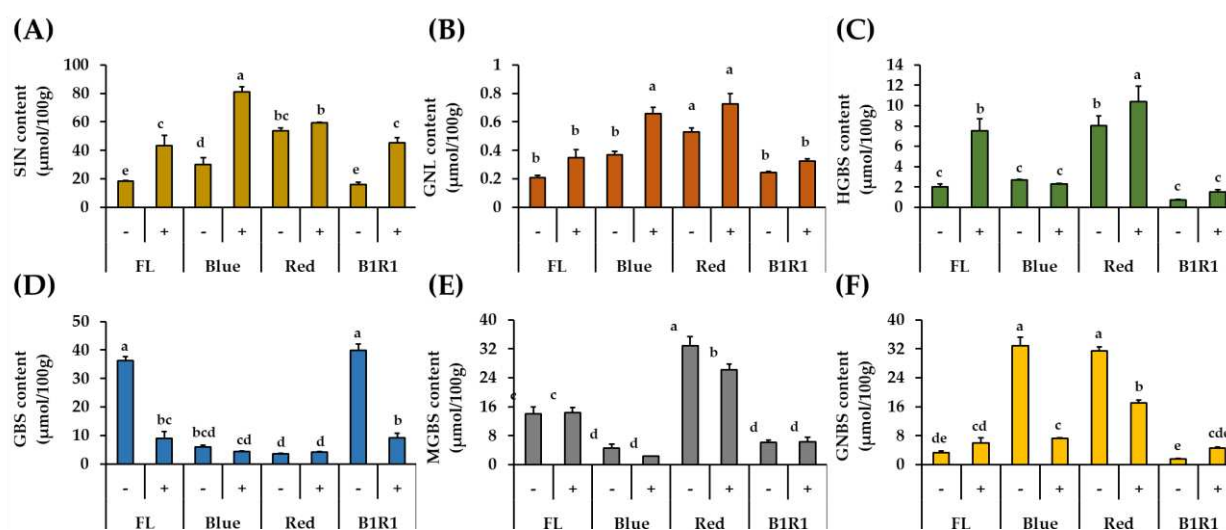 (A)
SIN content
(μmol/100g)
100
80
60
40
20
0
e
c
d
a
bc
b
e
c
- + - + - + - +
FL Blue Red B1R1
(B)
GNL content
(μmol/100g)
1
0.8
0.6
0.4
0.2
0
b
b
b
a
a
a
b
b
- + - + - + - +
FL Blue Red B1R1
(C)
HGBS content
(μmol/100g)
14
12
10
8
6
4
2
0
c
b
c
c
b
a
c
c
- + - + - + - +
FL Blue Red B1R1
(D)
GBS content
(μmol/100g)
50
40
30
20
10
0
a
bc
bcd
cd
d
d
a
b
- + - + - + - +
FL Blue Red B1R1
(E)
MGBS content
(μmol/100g)
40
32
24
16
8
0
c
c
d
d
a
b
d
d
- + - + - + - +
FL Blue Red B1R1
(F)
GNBS content
(μmol/100g)
40
32
24
16
8
0
de
cd
a
c
a
b
e
cde
- + - + - + - +
FL Blue Red B1R1